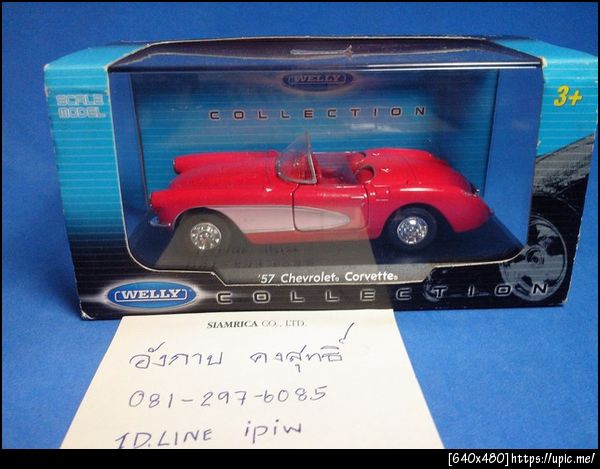 WELLY
SCALE MODEL
COLLECTION
3+
'57 Chevrolet® Corvette®
WELLY COLLECTION
SIAMRICA CO., LTD.
อังกาบ คงสุทธิ์
081-297-6085
ID.LINE ipiw
[640x480]https://upic.me/